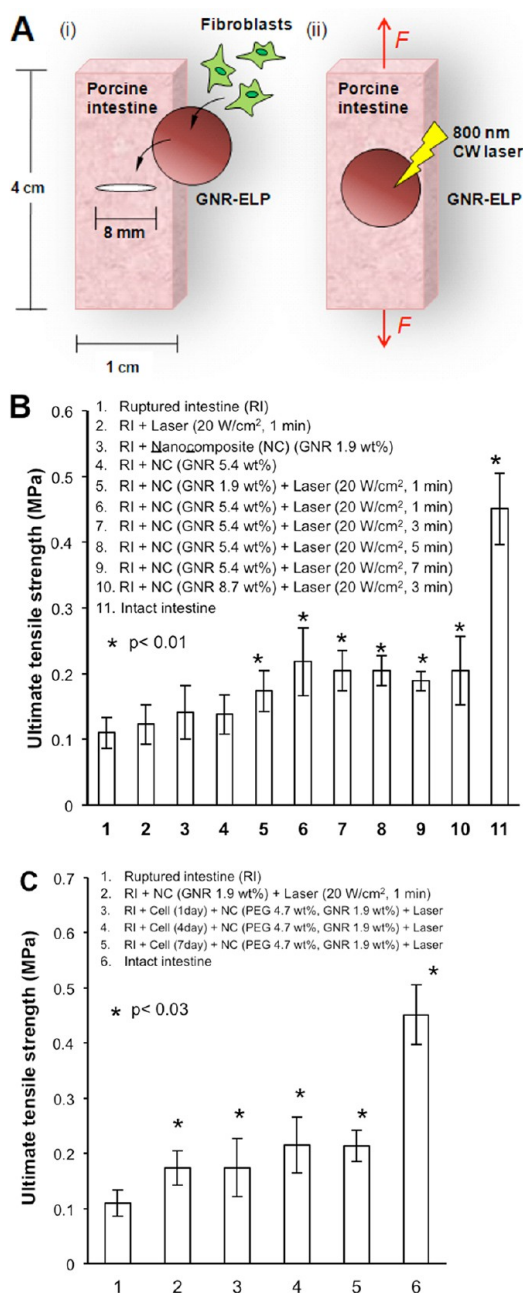 A
(i)
Fibroblasts
(ii)
F
Porcine
intestine
Porcine
intestine
800 nm
CW laser
4 cm
GNR-ELP
GNR-ELP
8 mm
F
1 cm
B
Ultimate tensile strength (MPa)
0.6
0.5
0.4
0.3
0.2
0.1
0
1. Ruptured intestine (RI)
2. RI + Laser (20 W/cm², 1 min)
3. RI + Nanocomposite (NC) (GNR 1.9 wt%)
4. RI + NC (GNR 5.4 wt%)
5. RI + NC (GNR 1.9 wt%) + Laser (20 W/cm², 1 min)
6. RI + NC (GNR 5.4 wt%) + Laser (20 W/cm², 1 min)
7. RI + NC (GNR 5.4 wt%) + Laser (20 W/cm², 3 min)
8. RI + NC (GNR 5.4 wt%) + Laser (20 W/cm², 5 min)
9. RI + NC (GNR 5.4 wt%) + Laser (20 W/cm², 7 min)
10. RI + NC (GNR 8.7 wt%) + Laser (20 W/cm², 3 min)
11. Intact intestine
* p< 0.01
* * * * * * *
1 2 3 4 5 6 7 8 9 10 11
C
Ultimate tensile strength (MPa)
0.7
0.6
0.5
0.4
0.3
0.2
0.1
0
1. Ruptured intestine (RI)
2. RI + NC (GNR 1.9 wt%) + Laser (20 W/cm², 1 min)
3. RI + Cell (1day) + NC (PEG 4.7 wt%, GNR 1.9 wt%) + Laser
4. RI + Cell (4day) + NC (PEG 4.7 wt%, GNR 1.9 wt%) + Laser
5. RI + Cell (7day) + NC (PEG 4.7 wt%, GNR 1.9 wt%) + Laser
6. Intact intestine
* p< 0.03
* * * * *
1 2 3 4 5 6